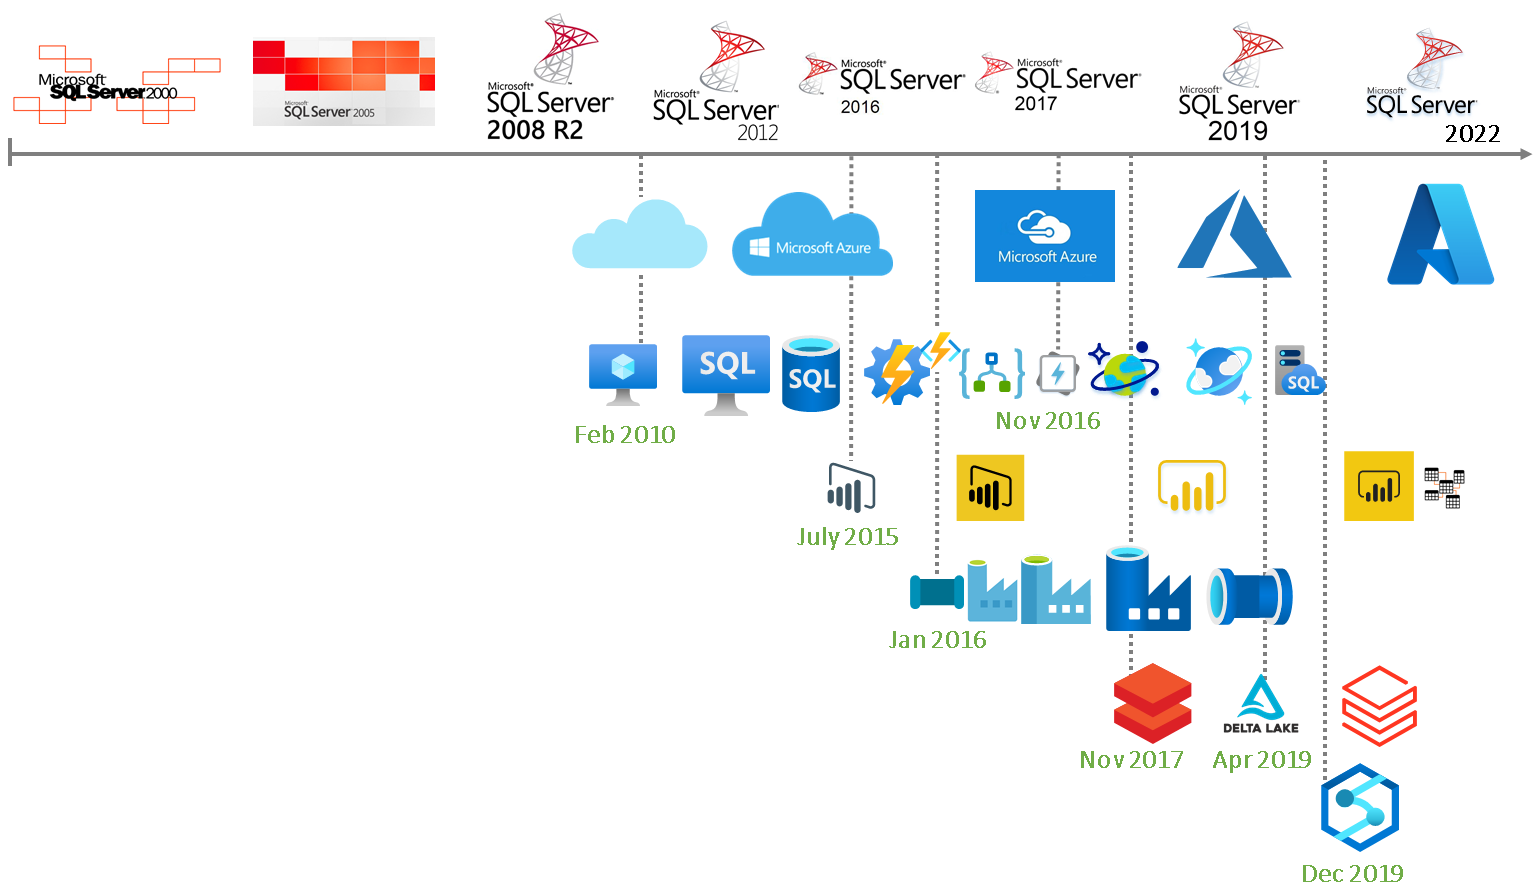 Microsoft®
SQL Server 2000
Microsoft®
SQL Server 2005
Microsoft®
SQL Server®
2008 R2
Microsoft®
SQL Server®
2012
Microsoft®
SQL Server®
2016
Microsoft®
SQL Server®
2017
Microsoft®
SQL Server®
2019
Microsoft®
SQL Server®
2022
Microsoft Azure
Microsoft Azure
SQL
SQL
SQL
Feb 2010
Nov 2016
July 2015
Jan 2016
DELTA LAKE
Nov 2017
Apr 2019
Dec 2019